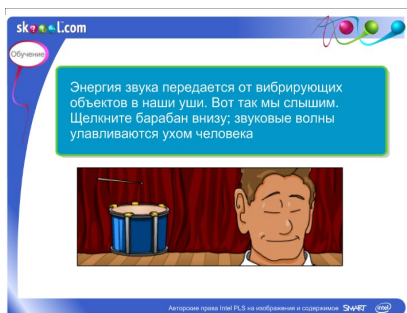 skoool.com
Обучение
Энергия звука передается от вибрирующих
объектов в наши уши. Вот так мы слышим.
Щелкните барабан внизу; звуковые волны
улавливаются ухом человека
Авторские права Intel PLS на изображения и содержимое SMART intel